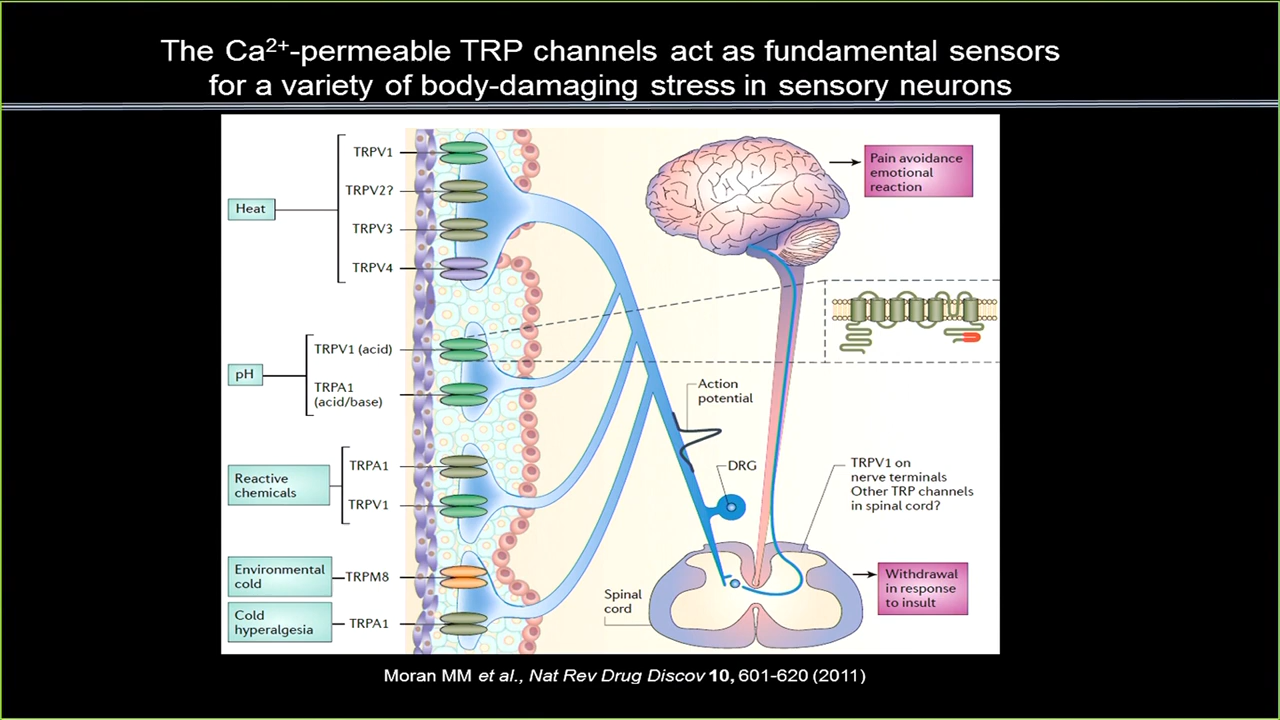 The Ca²⁺-permeable TRP channels act as fundamental sensors
for a variety of body-damaging stress in sensory neurons
Heat
TRPV1
TRPV2?
TRPV3
TRPV4
pH
TRPV1 (acid)
TRPA1
(acid/base)
Reactive
chemicals
TRPA1
TRPV1
Environmental
cold
TRPM8
Cold
hyperalgesia
TRPA1
Pain avoidance
emotional
reaction
Action
potential
DRG
TRPV1 on
nerve terminals
Other TRP channels
in spinal cord?
Spinal
cord
Withdrawal
in response
to insult
Moran MM et al., Nat Rev Drug Discov 10, 601-620 (2011)